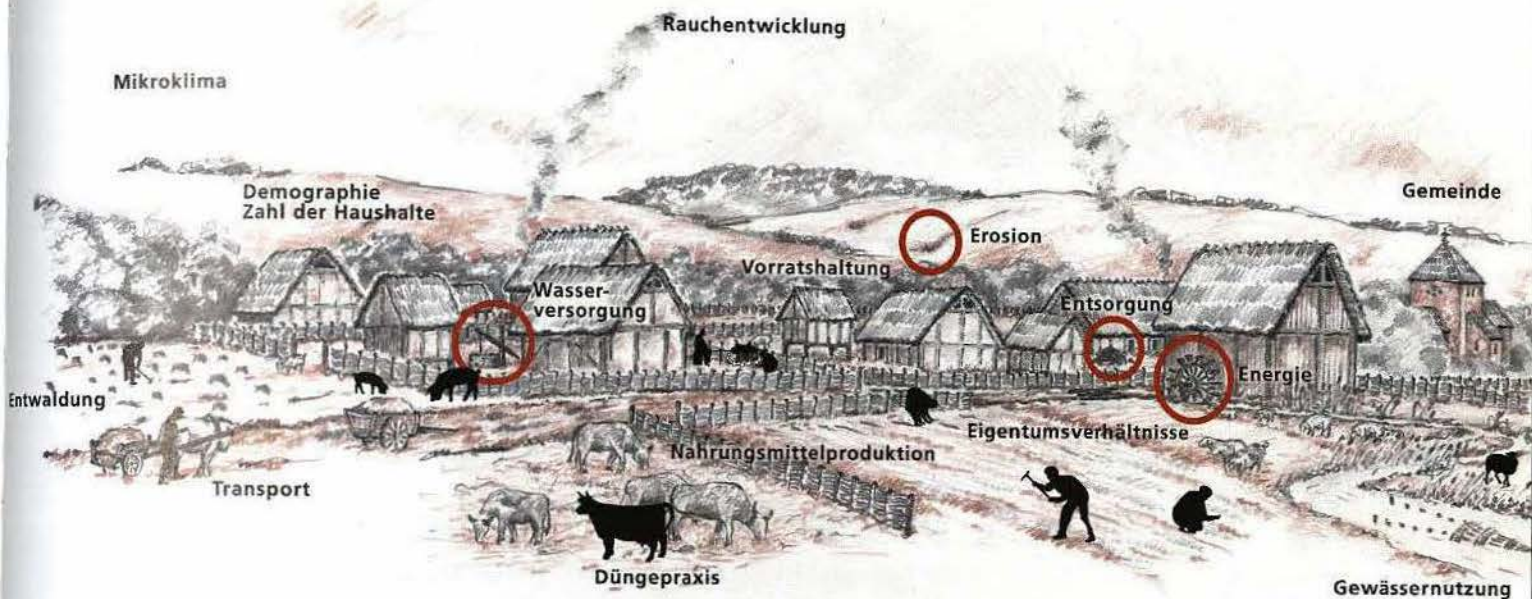 Rauchentwicklung
Mikroklima
Demographie
Zahl der Haushalte
Gemeinde
Erosion
Vorratshaltung
Wasser-
versorgung
Entsorgung
Energie
Entwaldung
Eigentumsverhältnisse
Nahrungsmittelproduktion
Transport
Düngepraxis
Gewässernutzung